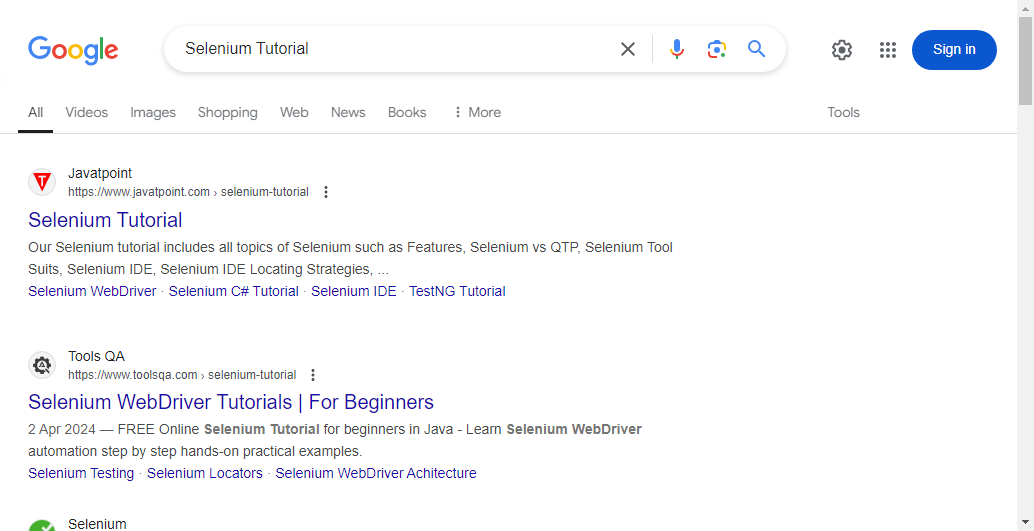 Google
Selenium Tutorial
Sign in
All Videos Images Shopping Web News Books More Tools
Javatpoint
https://www.javatpoint.com › selenium-tutorial
Selenium Tutorial
Our Selenium tutorial includes all topics of Selenium such as Features, Selenium vs QTP, Selenium Tool
Suits, Selenium IDE, Selenium IDE Locating Strategies, ...
Selenium WebDriver · Selenium C# Tutorial · Selenium IDE · TestNG Tutorial
Tools QA
https://www.toolsqa.com › selenium-tutorial
Selenium WebDriver Tutorials | For Beginners
2 Apr 2024 — FREE Online Selenium Tutorial for beginners in Java - Learn Selenium WebDriver
automation step by step hands-on practical examples.
Selenium Testing · Selenium Locators · Selenium WebDriver Achitecture
Selenium